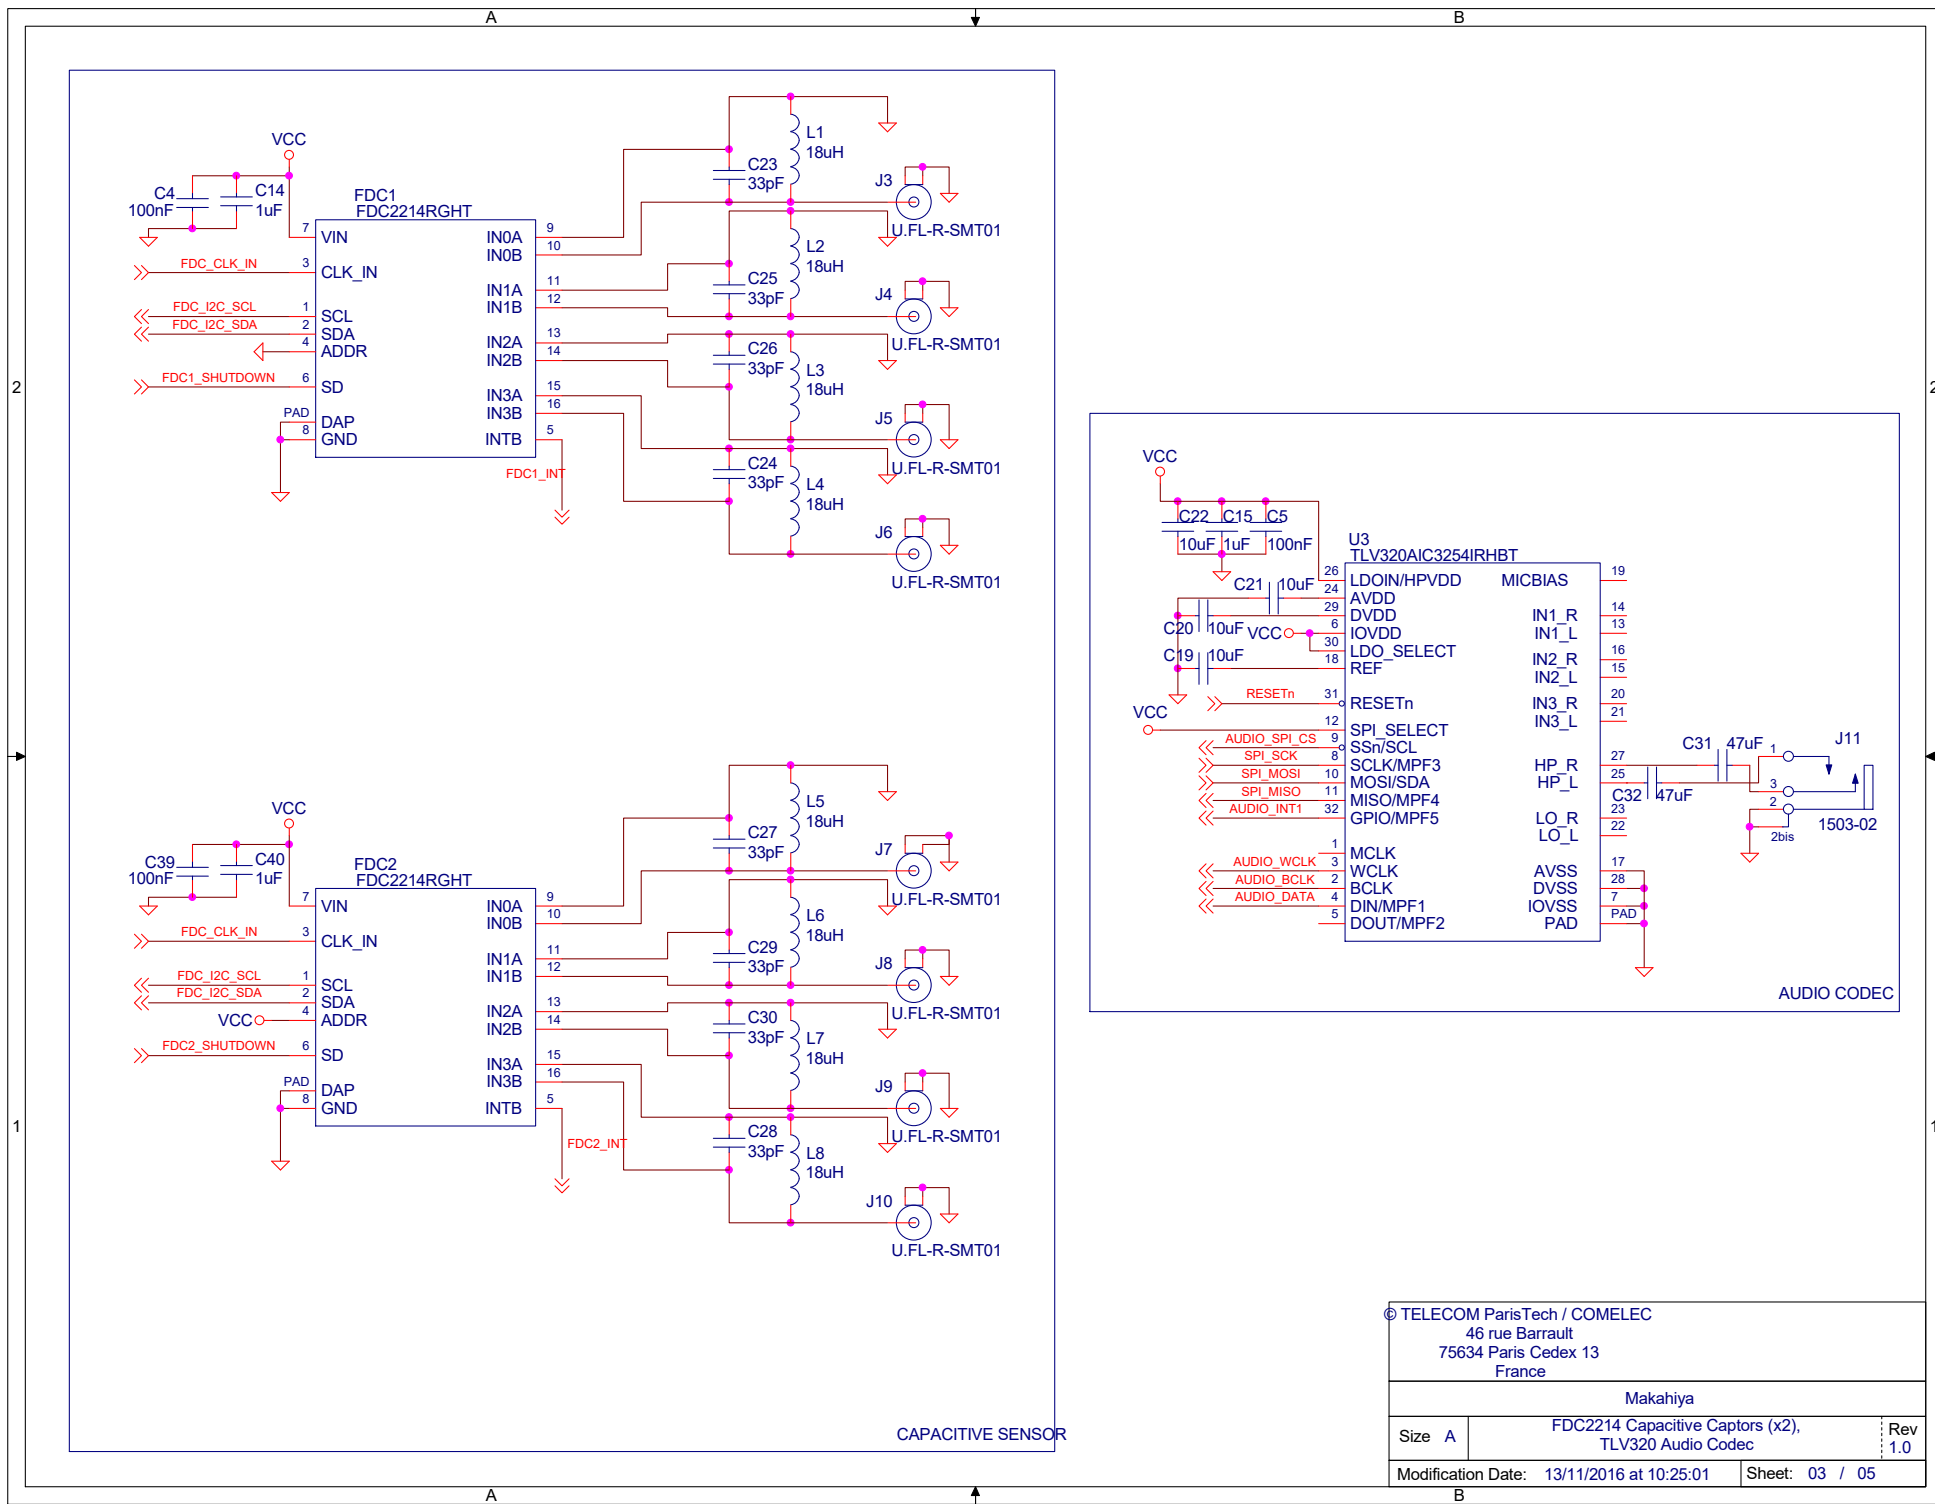 A
B
VCC
C4
100nF
C14
1uF
FDC1
FDC2214RGHT
7 VIN
FDC_CLK_IN 3 CLK_IN
FDC_I2C_SCL 1 SCL
FDC_I2C_SDA 2 SDA
4 ADDR
FDC1_SHUTDOWN 6 SD
PAD DAP
8 GND
IN0A 9
IN0B 10
IN1A 11
IN1B 12
IN2A 13
IN2B 14
IN3A 15
IN3B 16
INTB 5
FDC1_INT
L1
18uH
C23
33pF
J3
U.FL-R-SMT01
L2
18uH
C25
33pF
J4
U.FL-R-SMT01
C26
33pF
L3
18uH
J5
U.FL-R-SMT01
C24
33pF
L4
18uH
J6
U.FL-R-SMT01
2
2
VCC
C39
100nF
C40
1uF
FDC2
FDC2214RGHT
7 VIN
FDC_CLK_IN 3 CLK_IN
FDC_I2C_SCL 1 SCL
FDC_I2C_SDA 2 SDA
VCC 4 ADDR
FDC2_SHUTDOWN 6 SD
PAD DAP
8 GND
IN0A 9
IN0B 10
IN1A 11
IN1B 12
IN2A 13
IN2B 14
IN3A 15
IN3B 16
INTB 5
FDC2_INT
L5
18uH
C27
33pF
J7
U.FL-R-SMT01
L6
18uH
C29
33pF
J8
U.FL-R-SMT01
C30
33pF
L7
18uH
J9
U.FL-R-SMT01
C28
33pF
L8
18uH
J10
U.FL-R-SMT01
1
1
CAPACITIVE SENSOR
VCC
C22 C15 C5
10uF 1uF 100nF
U3
TLV320AIC3254IRHBT
C21 10uF
C20 10uF
VCC
C19 10uF
26 LDOIN/HPVDD
24 AVDD
29 DVDD
6 IOVDD
30 LDO_SELECT
18 REF
RESETn 31 RESETn
VCC
12 SPI_SELECT
AUDIO_SPI_CS 9 SSn/SCL
SPI_SCK 8 SCLK/MPF3
SPI_MOSI 10 MOSI/SDA
SPI_MISO 11 MISO/MPF4
AUDIO_INT1 32 GPIO/MPF5
1 MCLK
AUDIO_WCLK 3 WCLK
AUDIO_BCLK 2 BCLK
AUDIO_DATA 4 DIN/MPF1
5 DOUT/MPF2
MICBIAS 19
IN1_R 14
IN1_L 13
IN2_R 16
IN2_L 15
IN3_R 20
IN3_L 21
HP_R 27
HP_L 25
LO_R 23
LO_L 22
AVSS 17
DVSS 28
IOVSS 7
PAD PAD
C31 47uF
C32 47uF
J11
1
3
2
2bis
1503-02
AUDIO CODEC
© TELECOM ParisTech / COMELEC
46 rue Barrault
75634 Paris Cedex 13
France
Makahiya
Size A
FDC2214 Capacitive Captors (x2),
TLV320 Audio Codec
Rev
1.0
Modification Date: 13/11/2016 at 10:25:01
Sheet: 03 / 05
A
B